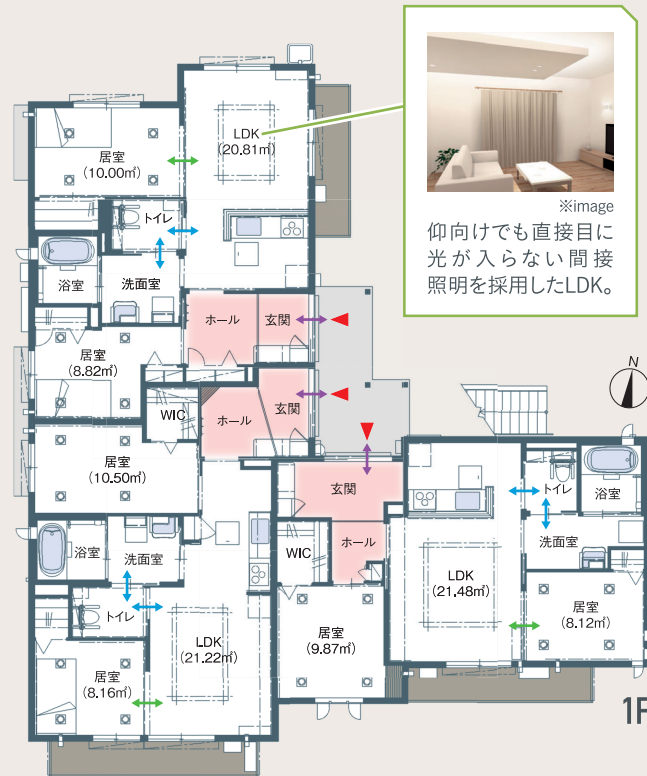 LDK
(20.81㎡)
居室
(10.00㎡)
トイレ
浴室
洗面室
ホール
玄関
居室
(8.82㎡)
※image
仰向けでも直接目に
光が入らない間接
照明を採用したLDK。
N
WIC
ホール
玄関
居室
(10.50㎡)
浴室
洗面室
トイレ
LDK
(21.22㎡)
居室
(8.16㎡)
玄関
ホール
WIC
居室
(9.87㎡)
LDK
(21.48㎡)
トイレ
浴室
洗面室
居室
(8.12㎡)